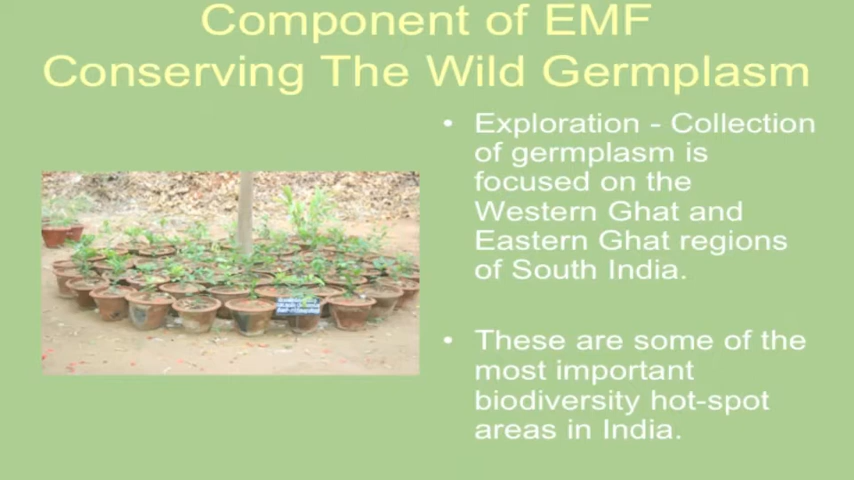 Component of EMF
Conserving The Wild Germplasm
• Exploration - Collection
of germplasm is
focused on the
Western Ghat and
Eastern Ghat regions
of South India.
• These are some of the
most important
biodiversity hot-spot
areas in India.